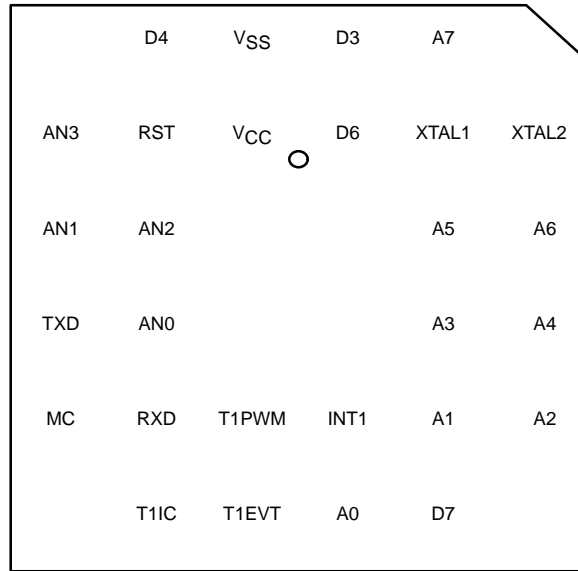 D4 VSS D3 A7
AN3 RST VCC D6 XTAL1 XTAL2
AN1 AN2 A5 A6
TXD AN0 A3 A4
MC RXD T1PWM INT1 A1 A2
T1IC T1EVT A0 D7